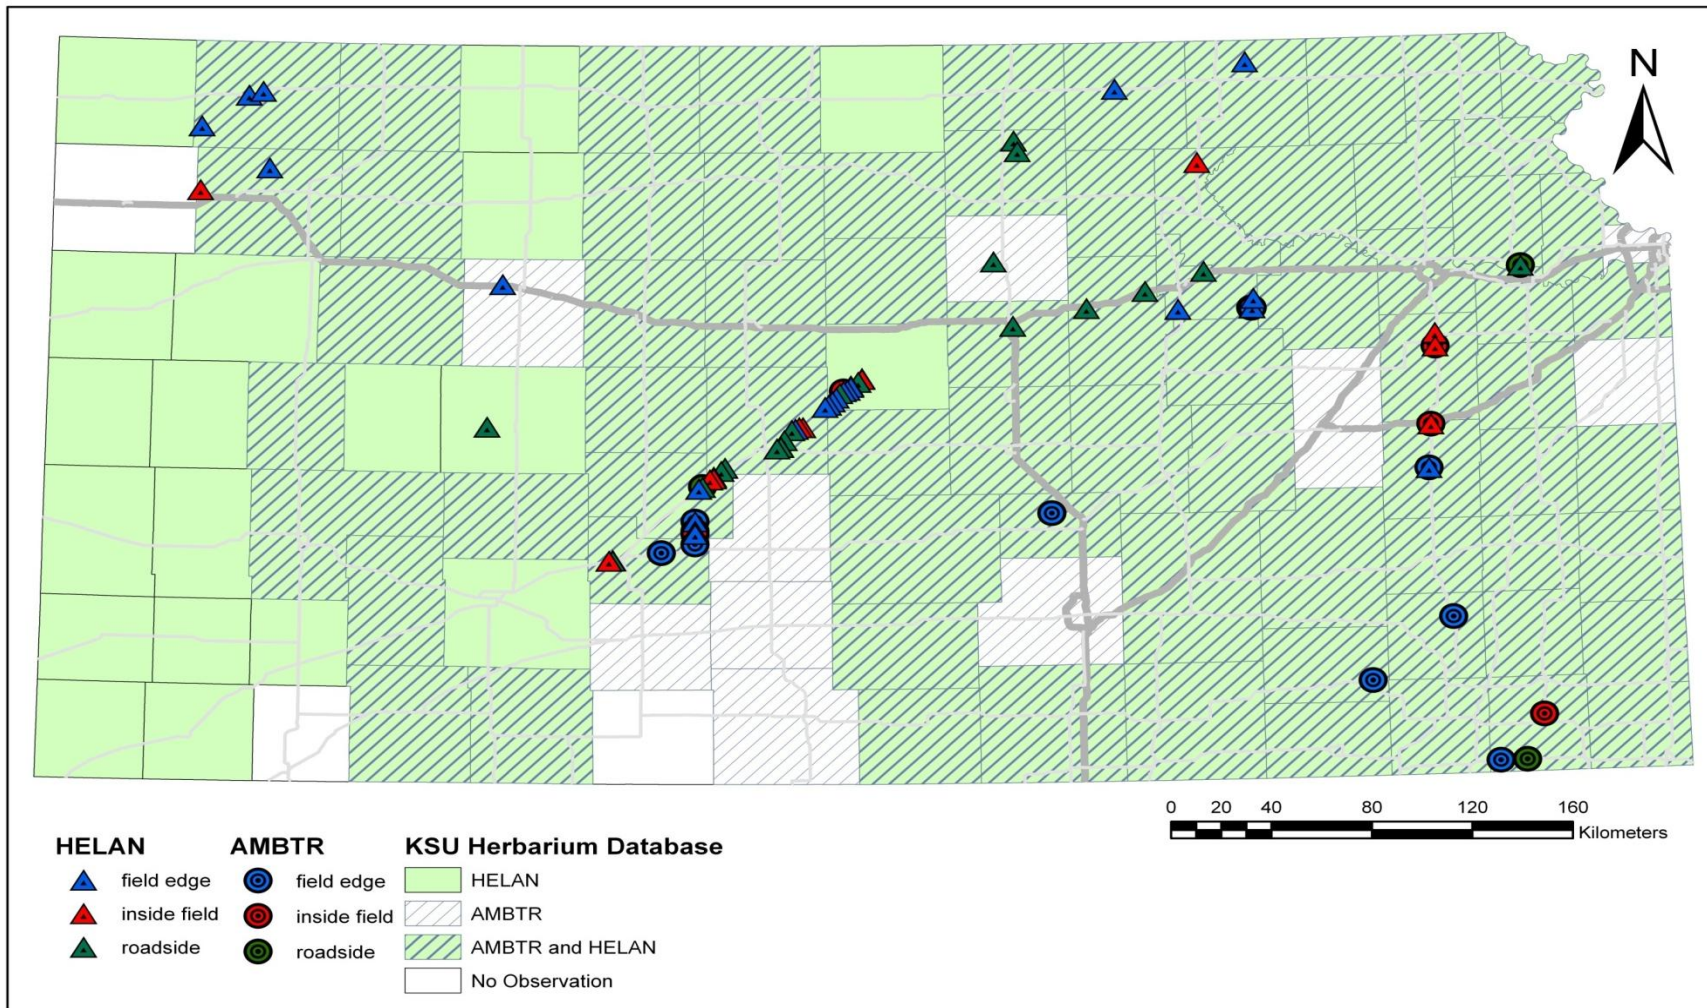 N
0 20 40 80 120 160
Kilometers
HELAN AMBTR KSU Herbarium Database
field edge field edge HELAN
inside field inside field AMBTR
roadside roadside AMBTR and HELAN
No Observation